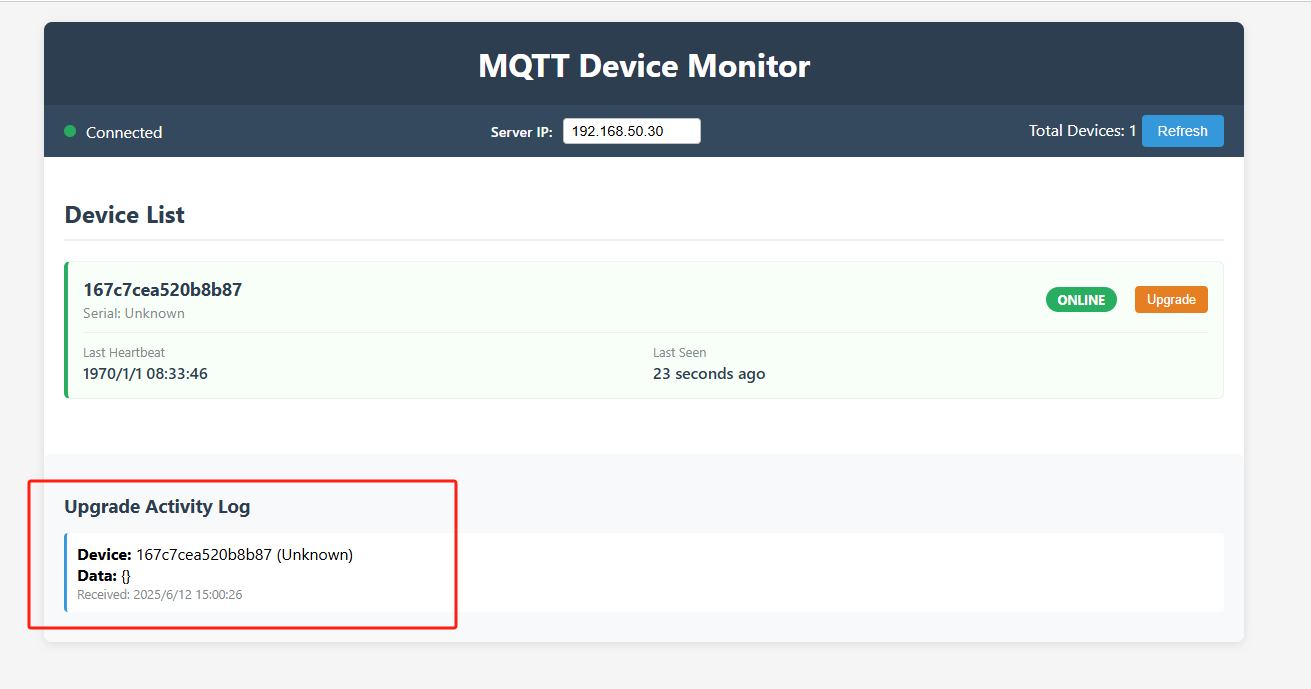 MQTT Device Monitor
Connected
Server IP: 192.168.50.30
Total Devices: 1 Refresh
Device List
167c7cea520b8b87
Serial: Unknown
ONLINE Upgrade
Last Heartbeat
1970/1/1 08:33:46
Last Seen
23 seconds ago
Upgrade Activity Log
Device: 167c7cea520b8b87 (Unknown)
Data: {}
Received: 2025/6/12 15:00:26